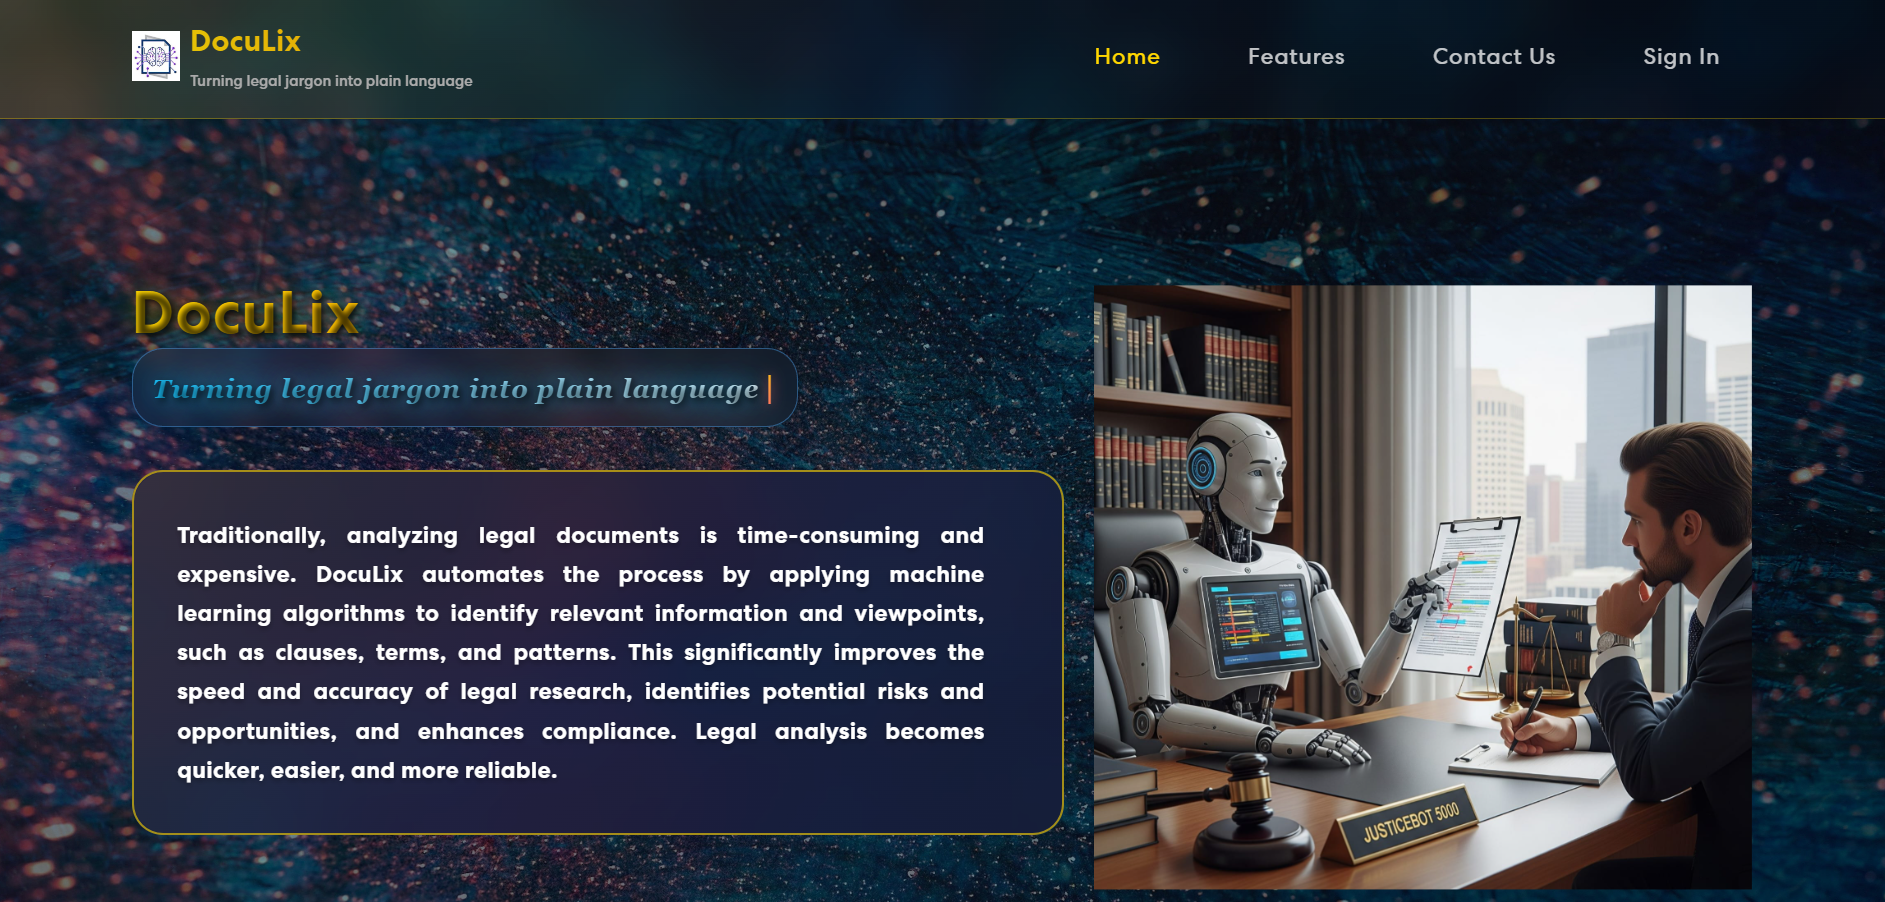 DocuLix
Turning legal jargon into plain language
Home
Features
Contact Us
Sign In
DocuLix
Turning legal jargon into plain language
Traditionally, analyzing legal documents is time-consuming and
expensive. DocuLix automates the process by applying machine
learning algorithms to identify relevant information and viewpoints,
such as clauses, terms, and patterns. This significantly improves the
speed and accuracy of legal research, identifies potential risks and
opportunities, and enhances compliance. Legal analysis becomes
quicker, easier, and more reliable.
JUSTICEBOT 5000